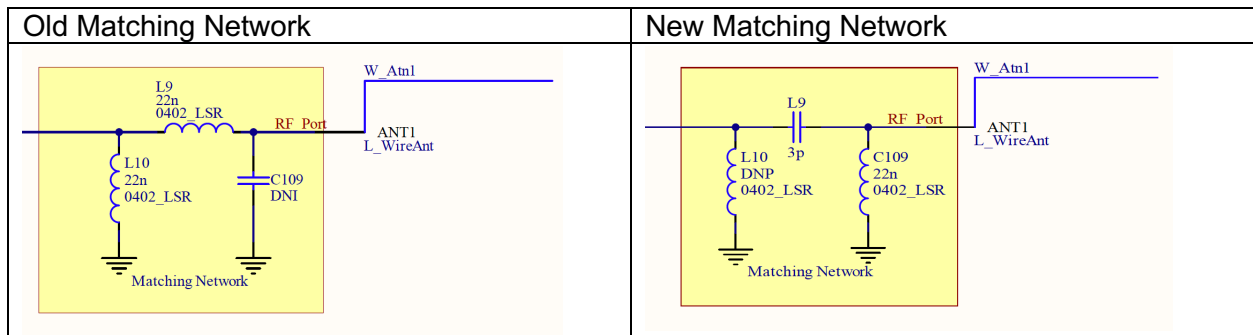 Old Matching Network
New Matching Network
W_Atn1
L9
22n
0402_LSR
RF_Port
ANT1
L_WireAnt
L10
22n
0402_LSR
C109
DNI
Matching Network
W_Atn1
L9
3p
RF_Port
ANT1
L_WireAnt
L10
DNP
0402_LSR
C109
22n
0402_LSR
Matching Network